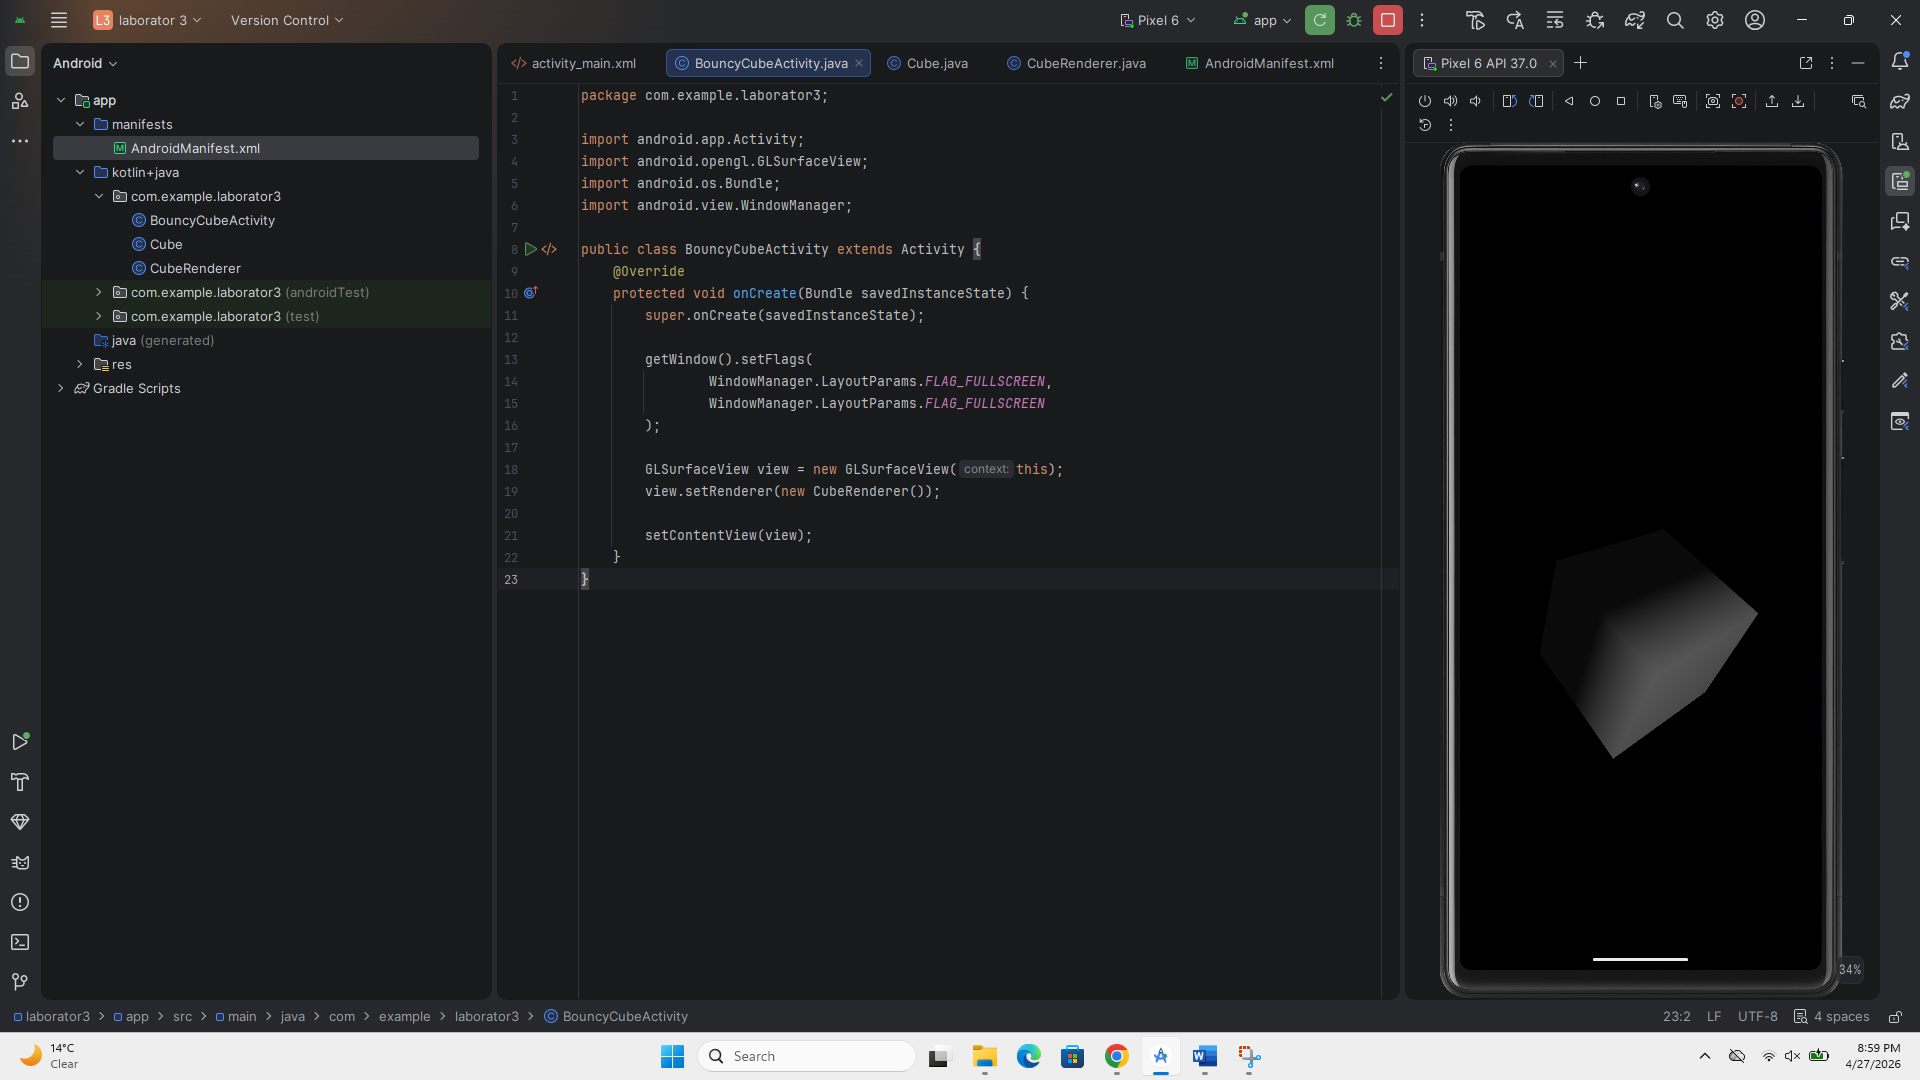 L3 laborator 3 Version Control Pixel 6 app
Android
app
manifests
AndroidManifest.xml
kotlin+java
com.example.laborator3
BouncyCubeActivity
Cube
CubeRenderer
com.example.laborator3 (androidTest)
com.example.laborator3 (test)
java (generated)
res
Gradle Scripts
activity_main.xml BouncyCubeActivity.java Cube.java CubeRenderer.java AndroidManifest.xml
1 package com.example.laborator3;
2
3 import android.app.Activity;
4 import android.opengl.GLSurfaceView;
5 import android.os.Bundle;
6 import android.view.WindowManager;
7
8 public class BouncyCubeActivity extends Activity {
9 @Override
10 protected void onCreate(Bundle savedInstanceState) {
11 super.onCreate(savedInstanceState);
12
13 getWindow().setFlags(
14 WindowManager.LayoutParams.FLAG_FULLSCREEN,
15 WindowManager.LayoutParams.FLAG_FULLSCREEN
16 );
17
18 GLSurfaceView view = new GLSurfaceView( context: this);
19 view.setRenderer(new CubeRenderer());
20
21 setContentView(view);
22 }
23 }
Pixel 6 API 37.0
34%
laborator3 > app > src > main > java > com > example > laborator3 > BouncyCubeActivity
23:2 LF UTF-8 4 spaces
14°C
Clear
Search
8:59 PM
4/27/2026